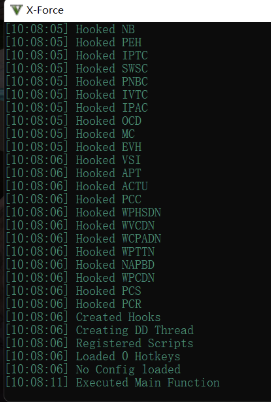 X-Force
[10:08:05] Hooked NB
[10:08:05] Hooked PEH
[10:08:05] Hooked IPTC
[10:08:05] Hooked SWSC
[10:08:05] Hooked PNBC
[10:08:05] Hooked IVTC
[10:08:05] Hooked IPAC
[10:08:05] Hooked OCD
[10:08:05] Hooked MC
[10:08:05] Hooked EVH
[10:08:06] Hooked VSI
[10:08:06] Hooked APT
[10:08:06] Hooked ACTU
[10:08:06] Hooked PCC
[10:08:06] Hooked WPHSDN
[10:08:06] Hooked WVCDN
[10:08:06] Hooked WCPADN
[10:08:06] Hooked WPTTN
[10:08:06] Hooked NAPBD
[10:08:06] Hooked WPCDN
[10:08:06] Hooked PCS
[10:08:06] Hooked PCR
[10:08:06] Created Hooks
[10:08:06] Creating DD Thread
[10:08:06] Registered Scripts
[10:08:06] Loaded 0 Hotkeys
[10:08:06] No Config loaded
[10:08:11] Executed Main Function